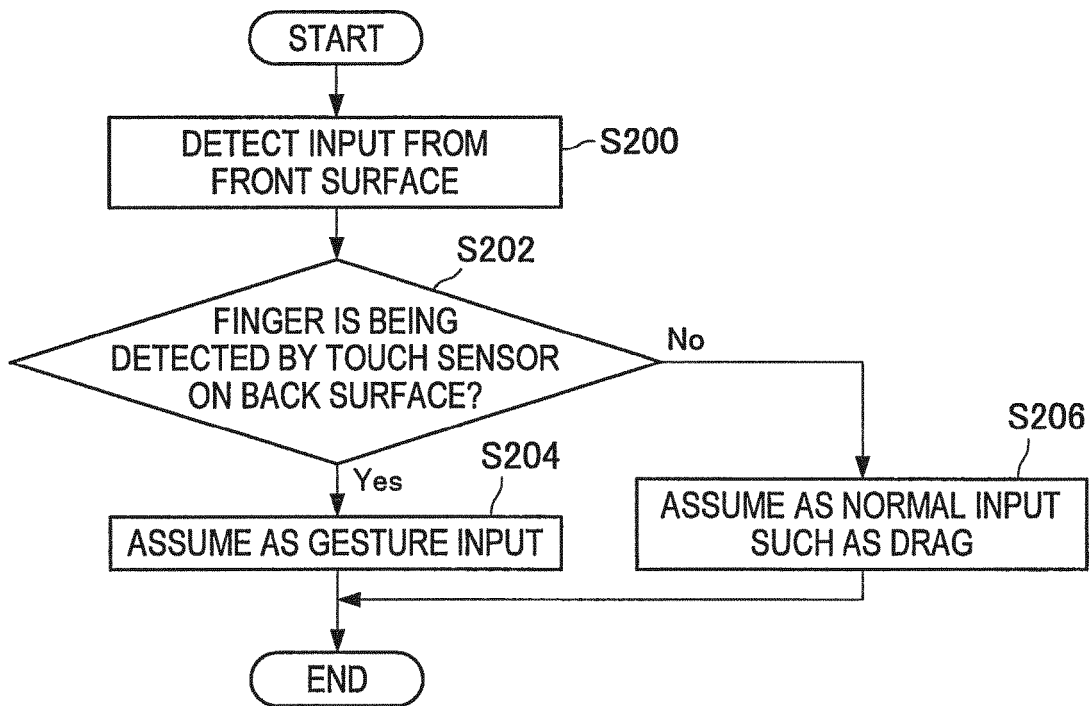 START
DETECT INPUT FROM
FRONT SURFACE
S200
S202
FINGER IS BEING
DETECTED BY TOUCH SENSOR
ON BACK SURFACE?
No
Yes
S204
S206
ASSUME AS GESTURE INPUT
ASSUME AS NORMAL INPUT
SUCH AS DRAG
END